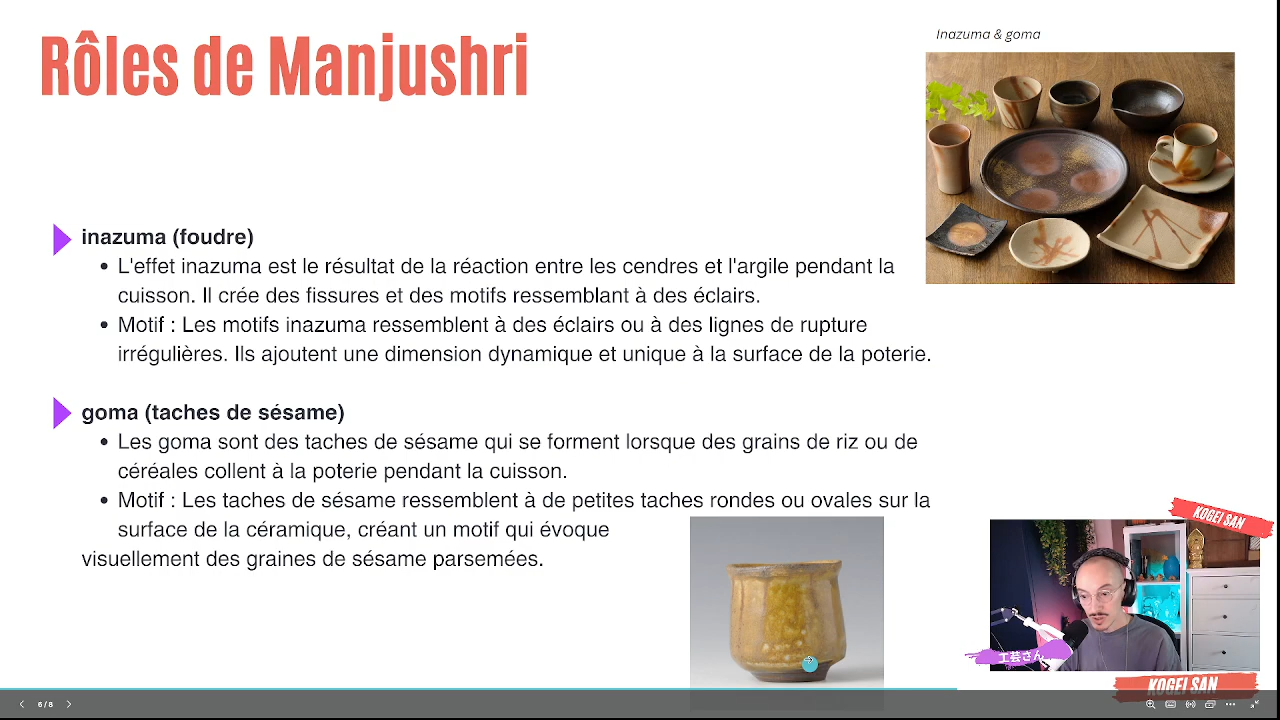 Rôles de Manjushri
Inazuma & goma
inazuma (foudre)
L'effet inazuma est le résultat de la réaction entre les cendres et l'argile pendant la
cuisson. Il crée des fissures et des motifs ressemblant à des éclairs.
Motif : Les motifs inazuma ressemblent à des éclairs ou à des lignes de rupture
irrégulières. Ils ajoutent une dimension dynamique et unique à la surface de la poterie.
goma (taches de sésame)
Les goma sont des taches de sésame qui se forment lorsque des grains de riz ou de
céréales collent à la poterie pendant la cuisson.
Motif : Les taches de sésame ressemblent à de petites taches rondes ou ovales sur la
surface de la céramique, créant un motif qui évoque
visuellement des graines de sésame parsemées.
KOGEI SAN
工芸さん
KOGEI SAN
6 / 8